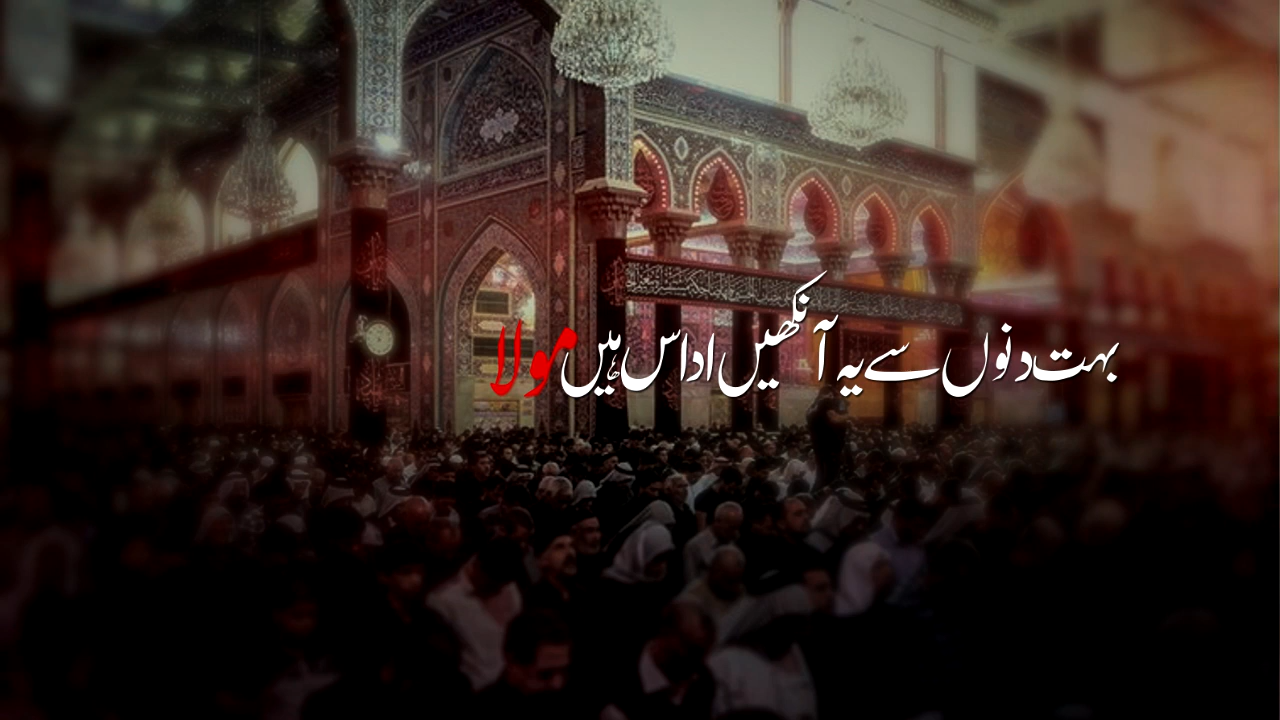 بہت دنوں سے یہ آنکھیں اداس ہیں مولا